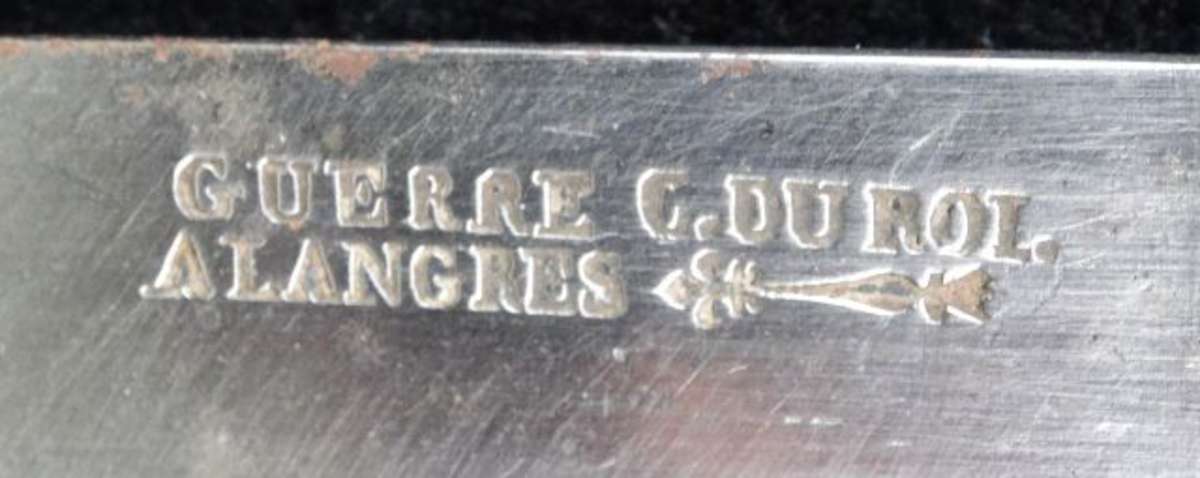 GUERRE C.DU ROI.
A LANGRES